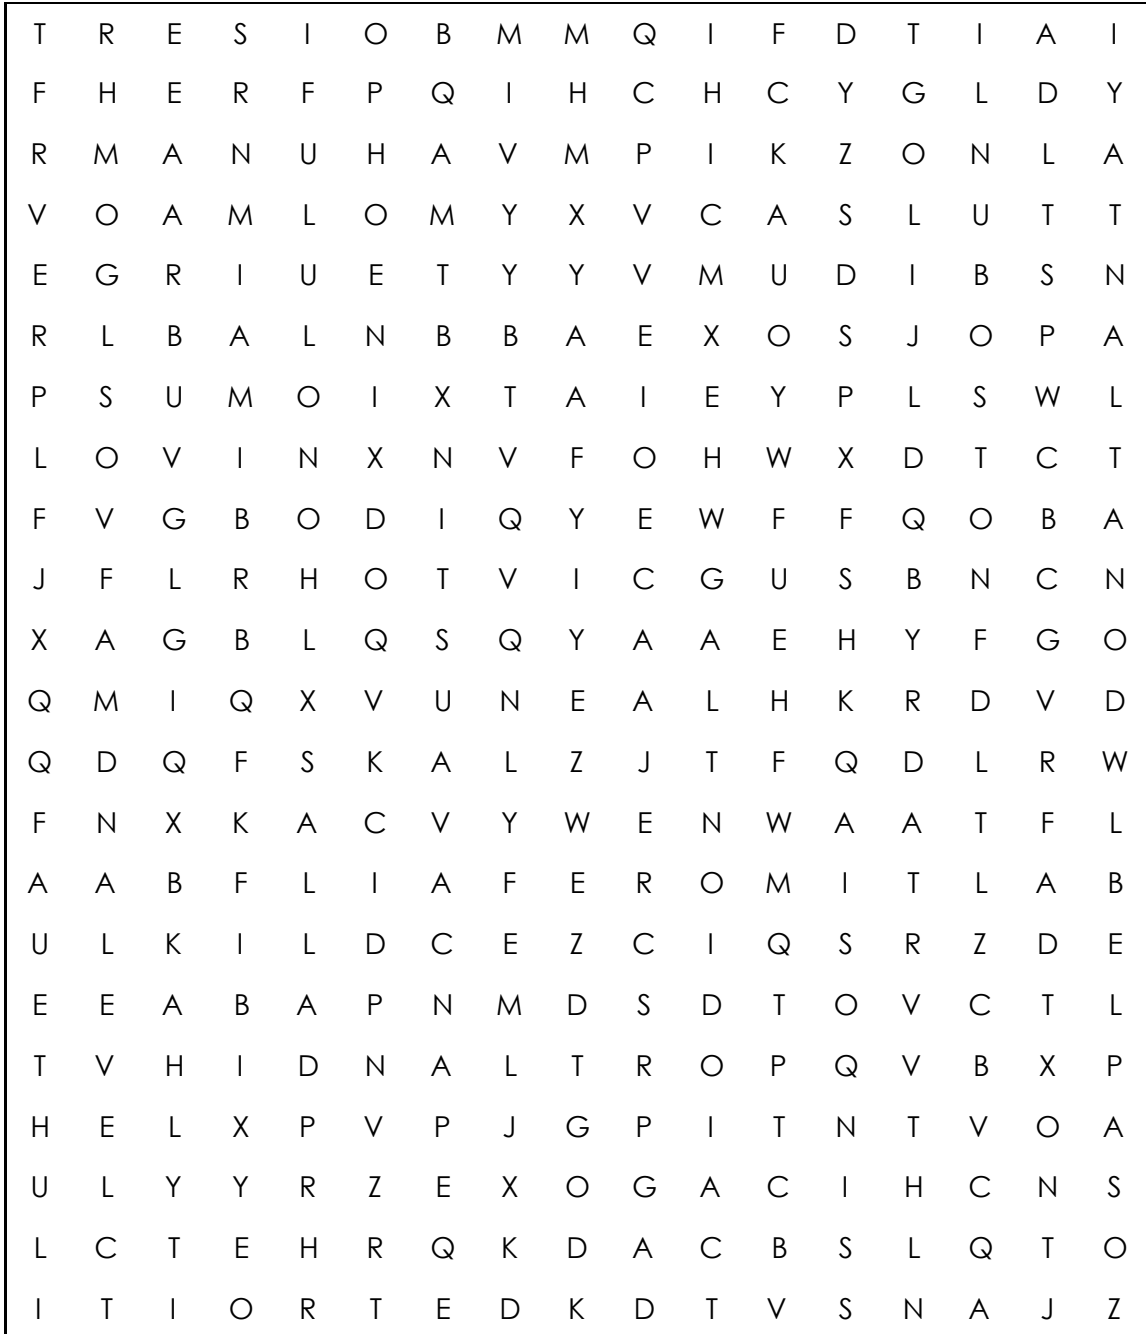 T R E S I O B M M Q I F D T I A I
F H E R F P Q I H C H C Y G L D Y
R M A N U H A V M P I K Z O N L A
V O A M L O M Y X V C A S L U T T
E G R I U E T Y Y V M U D I B S N
R L B A L N B B A E X O S J O P A
P S U M O I X T A I E Y P L S W L
L O V I N X N V F O H W X D T C T
F V G B O D I Q Y E W F F Q O B A
J F L R H O T V I C G U S B N C N
X A G B L Q S Q Y A A E H Y F G O
Q M I Q X V U N E A L H K R D V D
Q D Q F S K A L Z J T F Q D L R W
F N X K A C V Y W E N W A A T F L
A A B F L I A F E R O M I T L A B
U L K I L D C E Z C I Q S R Z D E
E E A B A P N M D S D T O V C T L
T V H I D N A L T R O P Q V B X P
H E L X P V P J G P I T N T V O A
U L Y Y R Z E X O G A C I H C N S
L C T E H R Q K D A C B S L Q T O
I T I O R T E D K D T V S N A J Z